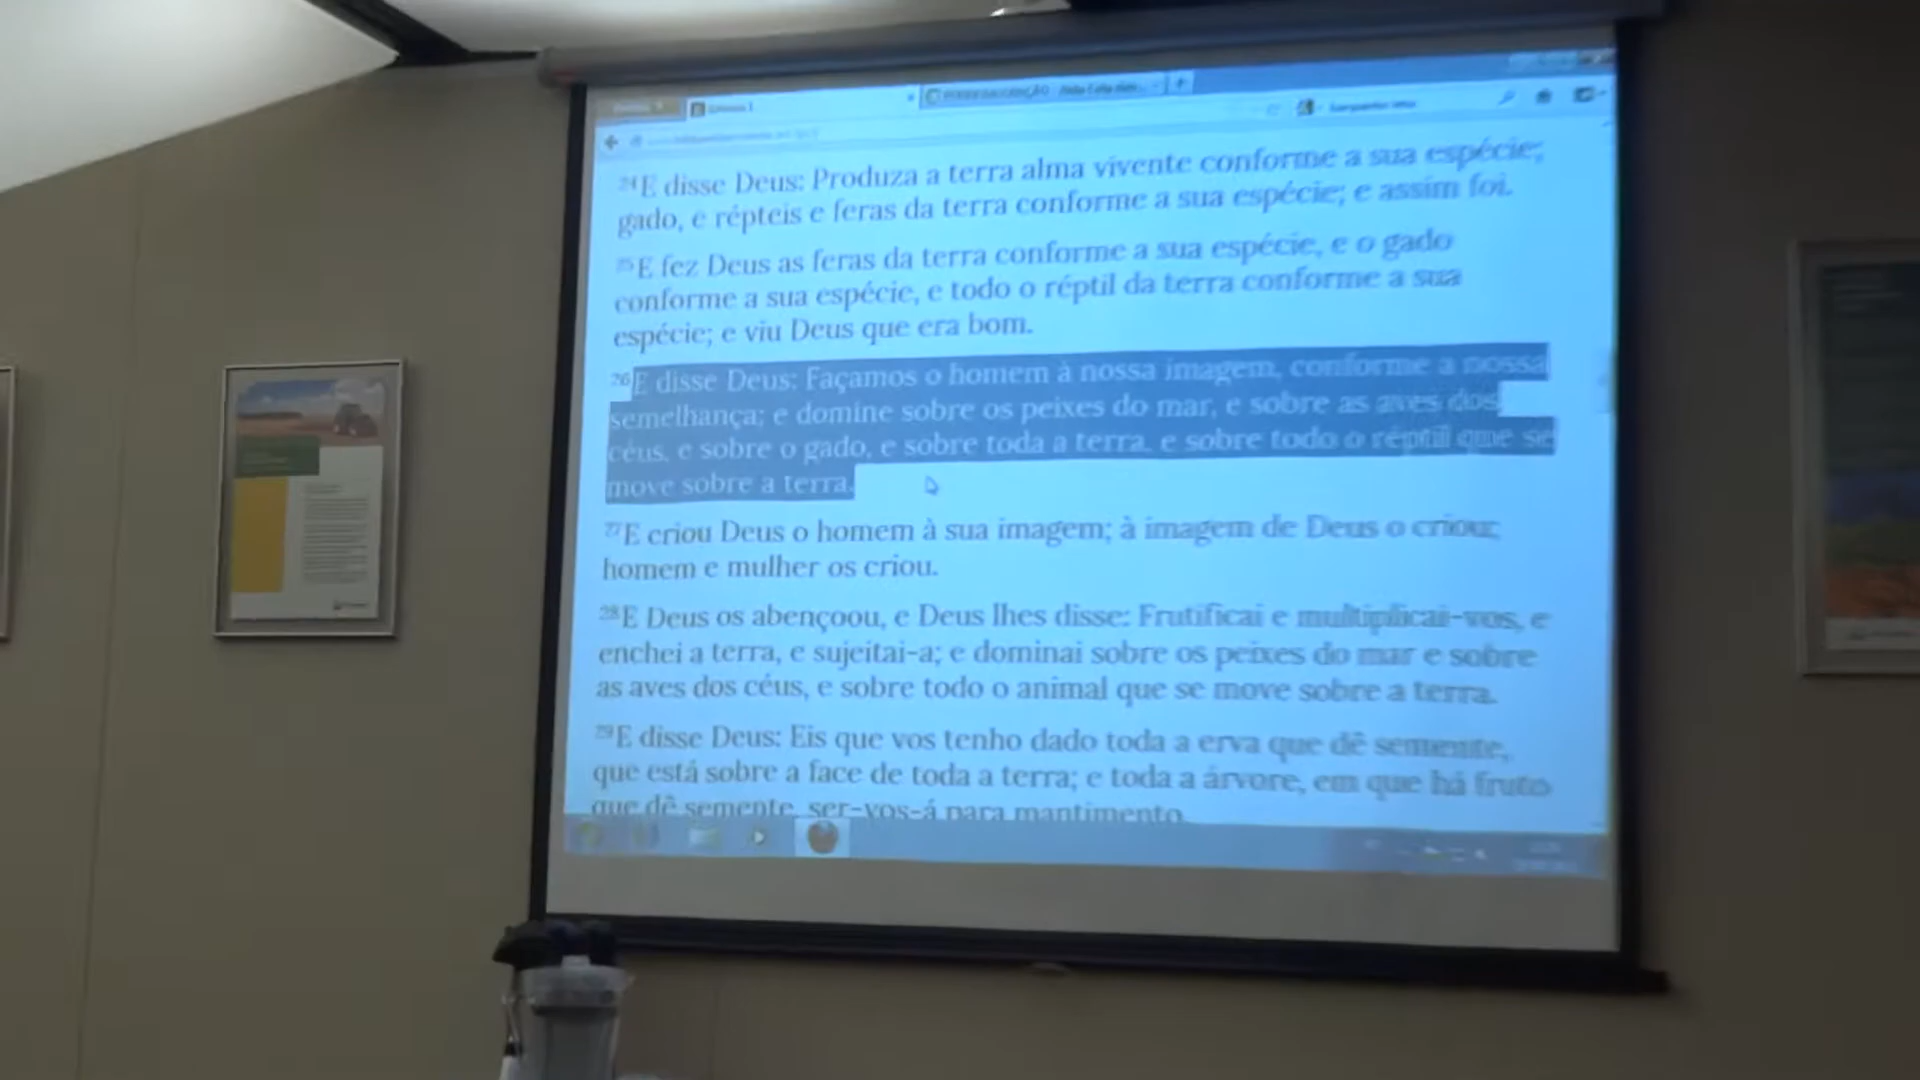 24E disse Deus: Produza a terra alma vivente conforme a sua espécie;
gado, e répteis e feras da terra conforme a sua espécie; e assim foi.
25E fez Deus as feras da terra conforme a sua espécie, e o gado
conforme a sua espécie, e todo o réptil da terra conforme a sua
espécie; e viu Deus que era bom.
26E disse Deus: Façamos o homem à nossa imagem, conforme a nossa
semelhança; e domine sobre os peixes do mar, e sobre as aves dos
céus, e sobre o gado, e sobre toda a terra, e sobre todo o réptil que se
move sobre a terra.
27E criou Deus o homem à sua imagem; à imagem de Deus o criou;
homem e mulher os criou.
28E Deus os abençoou, e Deus lhes disse: Frutificai e multiplicai-vos, e
enchei a terra, e sujeitai-a; e dominai sobre os peixes do mar e sobre
as aves dos céus, e sobre todo o animal que se move sobre a terra.
29E disse Deus: Eis que vos tenho dado toda a erva que dê semente,
que está sobre a face de toda a terra; e toda a árvore, em que há fruto
que dê semente, ser-vos-á para mantimento.